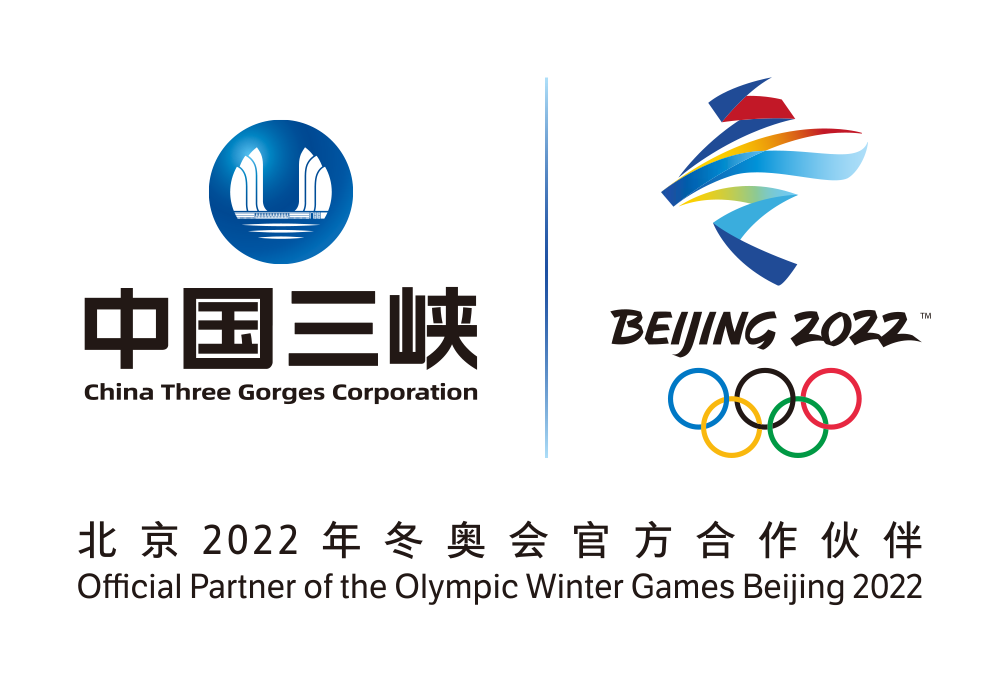 中国三峡
China Three Gorges Corporation
BEIJING 2022™
北京2022年冬奥会官方合作伙伴
Official Partner of the Olympic Winter Games Beijing 2022